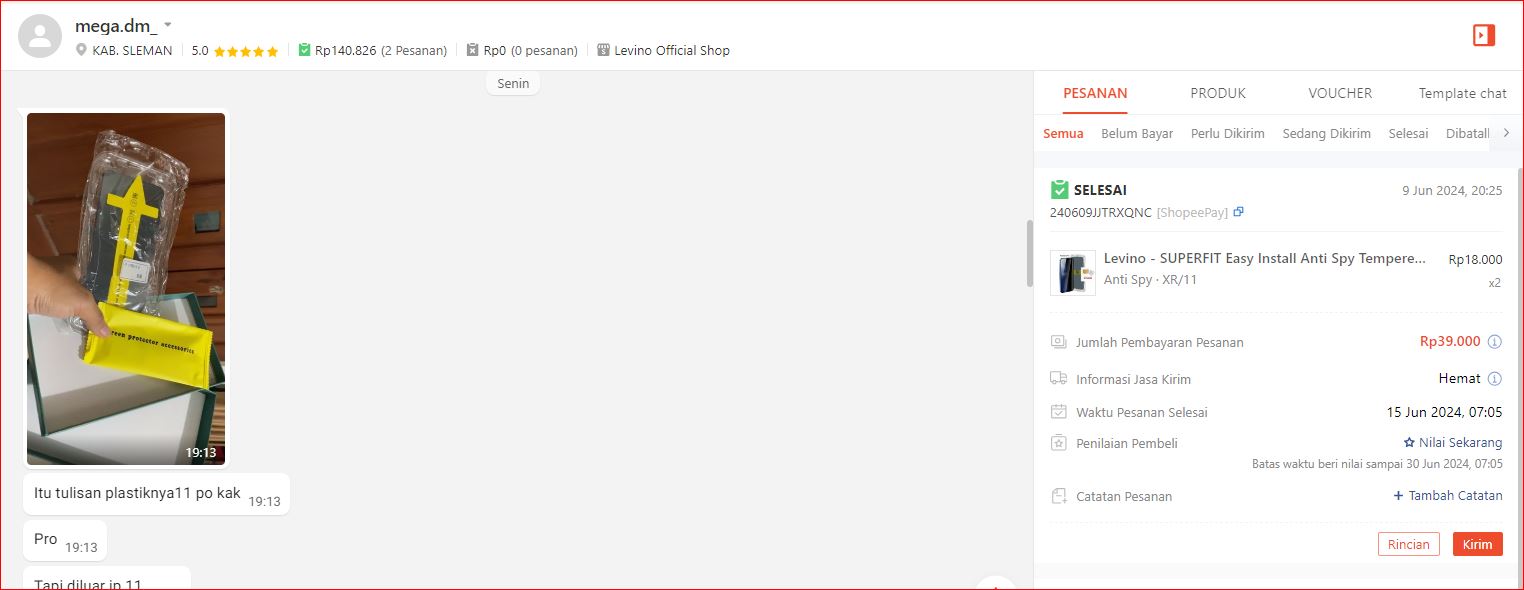 mega.dm_
KAB. SLEMAN 5.0 Rp140.826 (2 Pesanan) Rp0 (0 pesanan) Levino Official Shop
Senin
19:13
screen protector accessories
Itu tulisan plastiknya11 po kak 19:13
Pro 19:13
Tapi diluar ip 11
PESANAN PRODUK VOUCHER Template chat
Semua Belum Bayar Perlu Dikirim Sedang Dikirim Selesai Dibatall
SELESAI 9 Jun 2024, 20:25
240609JJTRXQNC [ShopeePay]
Levino - SUPERFIT Easy Install Anti Spy Tempere... Rp18.000
Anti Spy · XR/11 x2
Jumlah Pembayaran Pesanan Rp39.000
Informasi Jasa Kirim Hemat
Waktu Pesanan Selesai 15 Jun 2024, 07:05
Penilaian Pembeli Nilai Sekarang
Batas waktu beri nilai sampai 30 Jun 2024, 07:05
Catatan Pesanan + Tambah Catatan
Rincian Kirim